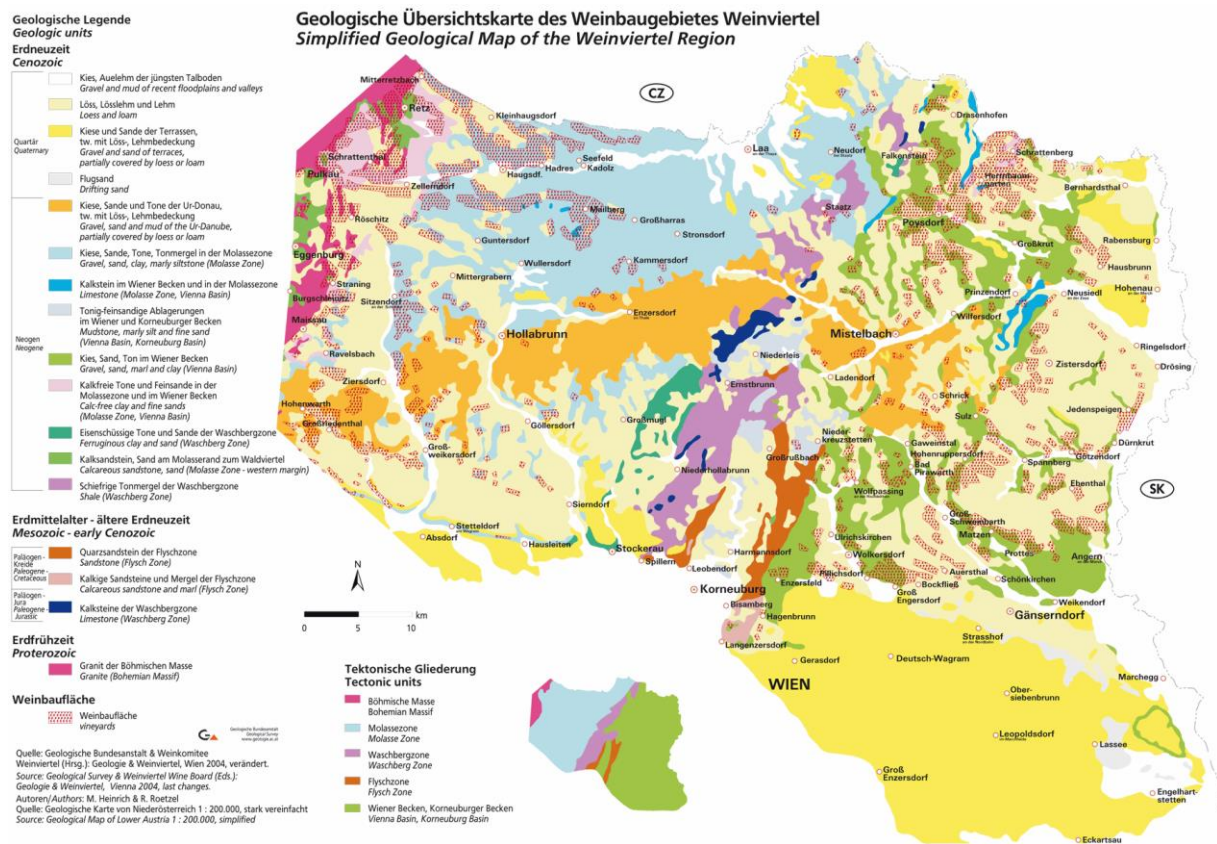 Geologische Übersichtskarte des Weinbaugebietes Weinviertel
Simplified Geological Map of the Weinviertel Region
Geologische Legende
Geologic units
Erdneuzeit
Cenozoic
Quartär
Quaternary
Kies, Auelehm der jüngsten Talboden
Gravel and mud of recent floodplains and valleys
Löss, Lösslehm und Lehm
Loess and loam
Kiese und Sande der Terrassen,
tw. mit Löss-, Lehmbedeckung
Gravel and sand of terraces,
partially covered by loess or loam
Flugsand
Drifting sand
Neogen
Neogene
Kiese, Sande und Tone der Ur-Donau,
tw. mit Löss-, Lehmbedeckung
Gravel, sand and mud of the Ur-Danube,
partially covered by loess or loam
Kiese, Sande, Tone, Tonmergel in der Molassezone
Gravel, sand, clay, marly siltstone (Molasse Zone)
Kalkstein im Wiener Becken und in der Molassezone
Limestone (Molasse Zone, Vienna Basin)
Tonig-feinsandige Ablagerungen
im Wiener und Korneuburger Becken
Mudstone, marly silt and fine sand
(Vienna Basin, Korneuburg Basin)
Kies, Sand, Ton im Wiener Becken
Gravel, sand, marl and clay (Vienna Basin)
Kalkfreie Tone und Feinsande in der
Molassezone und im Wiener Becken
Calc-free clay and fine sands
(Molasse Zone, Vienna Basin)
Eisenschüssige Tone und Sande der Waschbergzone
Ferruginous clay and sand (Waschberg Zone)
Kalksandstein, Sand am Molasserand zum Waldviertel
Calcareous sandstone, sand (Molasse Zone - western margin)
Schiefrige Tonmergel der Waschbergzone
Shale (Waschberg Zone)
Erdmittelalter - ältere Erdneuzeit
Mesozoic - early Cenozoic
Paläogen-
Kreide
Paleogene-
Cretaceous
Quarzsandstein der Flyschzone
Sandstone (Flysch Zone)
Kalkige Sandsteine und Mergel der Flyschzone
Calcareous sandstone and marl (Flysch Zone)
Paläogen-
Jura
Paleogene-
Jurassic
Kalksteine der Waschbergzone
Limestone (Waschberg Zone)
Erdfrühzeit
Proterozoic
Granit der Böhmischen Masse
Granite (Bohemian Massif)
Weinbaufläche
Weinbaufläche
vineyards
Geologische Bundesanstalt
Geological Survey
www.geologie.ac.at
Quelle: Geologische Bundesanstalt & Weinkomitee
Weinviertel (Hrsg.): Geologie & Weinviertel, Wien 2004, verändert.
Source: Geological Survey & Weinviertel Wine Board (Eds.):
Geologie & Weinviertel, Vienna 2004, last changes.
Autoren/Authors: M. Heinrich & R. Roetzel
Quelle: Geologische Karte von Niederösterreich 1 : 200.000, stark vereinfacht
Source: Geological Map of Lower Austria 1 : 200.000, simplified
CZ
SK
Mitterretzbach
Retz
Kleinhaugsdorf
Schrattenthal
Pulkau
Zellerndorf
Haugsdf.
Hadres
Seefeld
Kadolz
Laa
an der Thaya
Neudorf
Falkenstein
Drasenhofen
Schrattenberg
Herrnbaum-
garten
Bernhardsthal
Röschitz
Mailberg
Großharras
Stronsdorf
Staatz
Poysdorf
Großkrut
Rabensburg
Eggenburg
Guntersdorf
Wullersdorf
Kammersdorf
Hausbrunn
Mittergrabern
Straning
Sitzendorf
Burgschleinitz
Maissau
Prinzendorf
Neusiedl
Hohenau
Enzersdorf
Hollabrunn
Mistelbach
Wilfersdorf
Ringelsdorf
Ravelsbach
Niederleis
Zistersdorf
Drösing
Ziersdorf
Ernstbrunn
Ladendorf
Schrick
Hohenwarth
Großriedenthal
Großmugl
Göllersdorf
Sulz
Jedenspeigen
Groß-
weikersdorf
Nieder-
kreuzstetten
Gaweinstal
Hohenruppersdorf
Bad
Pirawarth
Dürnkrut
Götzendorf
Spannberg
Großrußbach
Niederhollabrunn
Wolfpassing
Ebenthal
Sierndorf
Groß-
Schweinbarth
Matzen
Stetteldorf
Absdorf
Hausleiten
Stockerau
Ulrichskirchen
Wolkersdorf
Prottes
Angern
Harmannsdorf
Spillern
Leobendorf
Enzersfeld
Pillichsdorf
Auersthal
Bockfließ
Schönkirchen
Korneuburg
Groß
Engersdorf
Weikendorf
Bisamberg
Hagenbrunn
Gänserndorf
Langenzersdorf
Strasshof
Gerasdorf
Deutsch-Wagram
WIEN
Marchegg
Ober-
siebenbrunn
Leopoldsdorf
Lassee
Groß
Enzersdorf
Engelhart-
stetten
Eckartsau
N
0 5 10 km
Tektonische Gliederung
Tectonic units
Böhmische Masse
Bohemian Massif
Molassezone
Molasse Zone
Waschbergzone
Waschberg Zone
Flyschzone
Flysch Zone
Wiener Becken, Korneuburger Becken
Vienna Basin, Korneuburg Basin